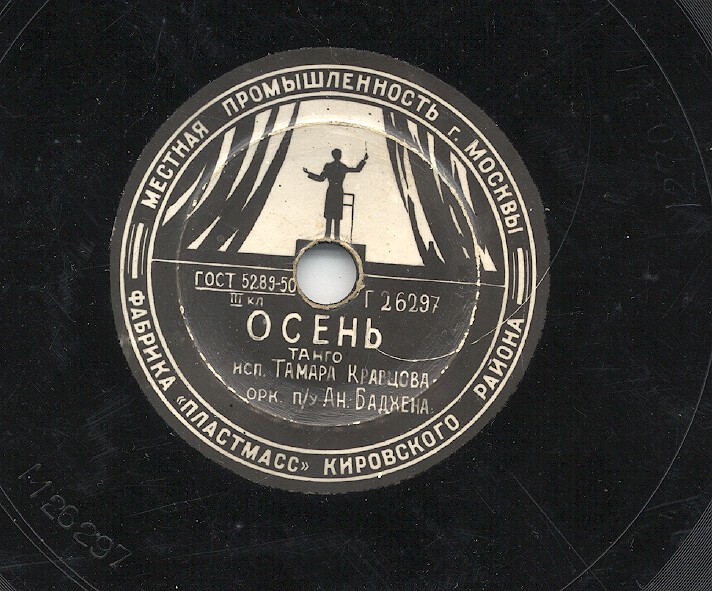 МЕСТНАЯ ПРОМЫШЛЕННОСТЬ г. МОСКВЫ
ГОСТ 5289-50
III кл
Г 26297
ОСЕНЬ
ТАНГО
исп. ТАМАРА КРАВЦОВА
орк. п/у АН. БАДХЕНА
ФАБРИКА «ПЛАСТМАСС» КИРОВСКОГО РАЙОНА
М26297